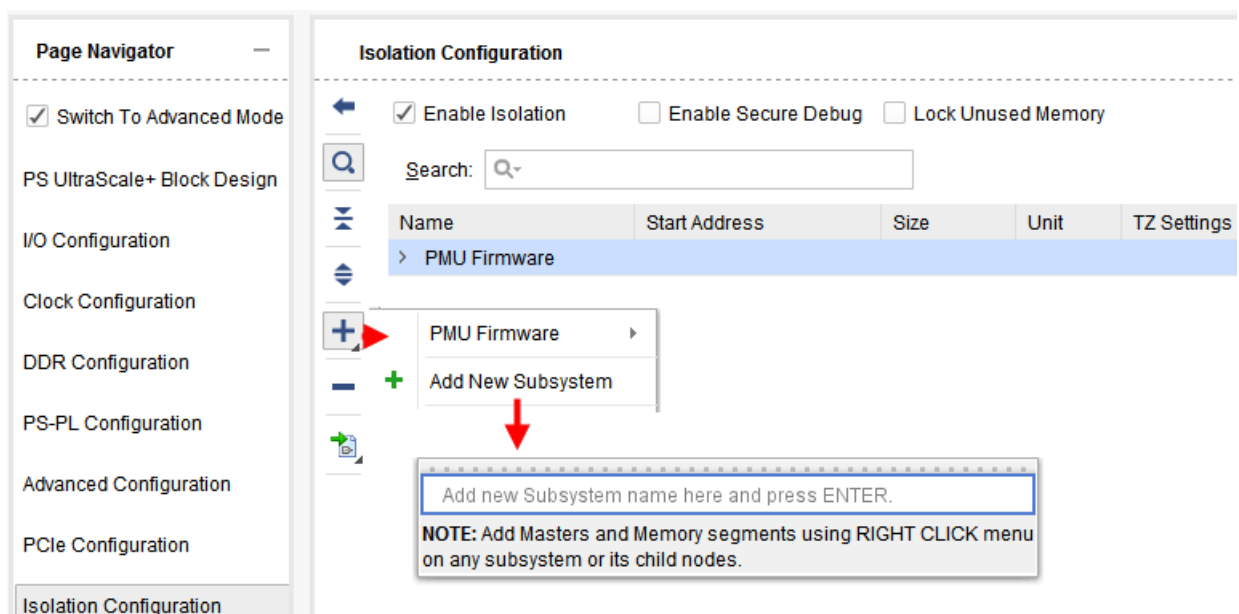 Page Navigator
Switch To Advanced Mode
PS UltraScale+ Block Design
I/O Configuration
Clock Configuration
DDR Configuration
PS-PL Configuration
Advanced Configuration
PCIe Configuration
Isolation Configuration
Isolation Configuration
Enable Isolation Enable Secure Debug Lock Unused Memory
Search:
Name Start Address Size Unit TZ Settings
PMU Firmware
PMU Firmware
Add New Subsystem
Add new Subsystem name here and press ENTER.
NOTE: Add Masters and Memory segments using RIGHT CLICK menu
on any subsystem or its child nodes.